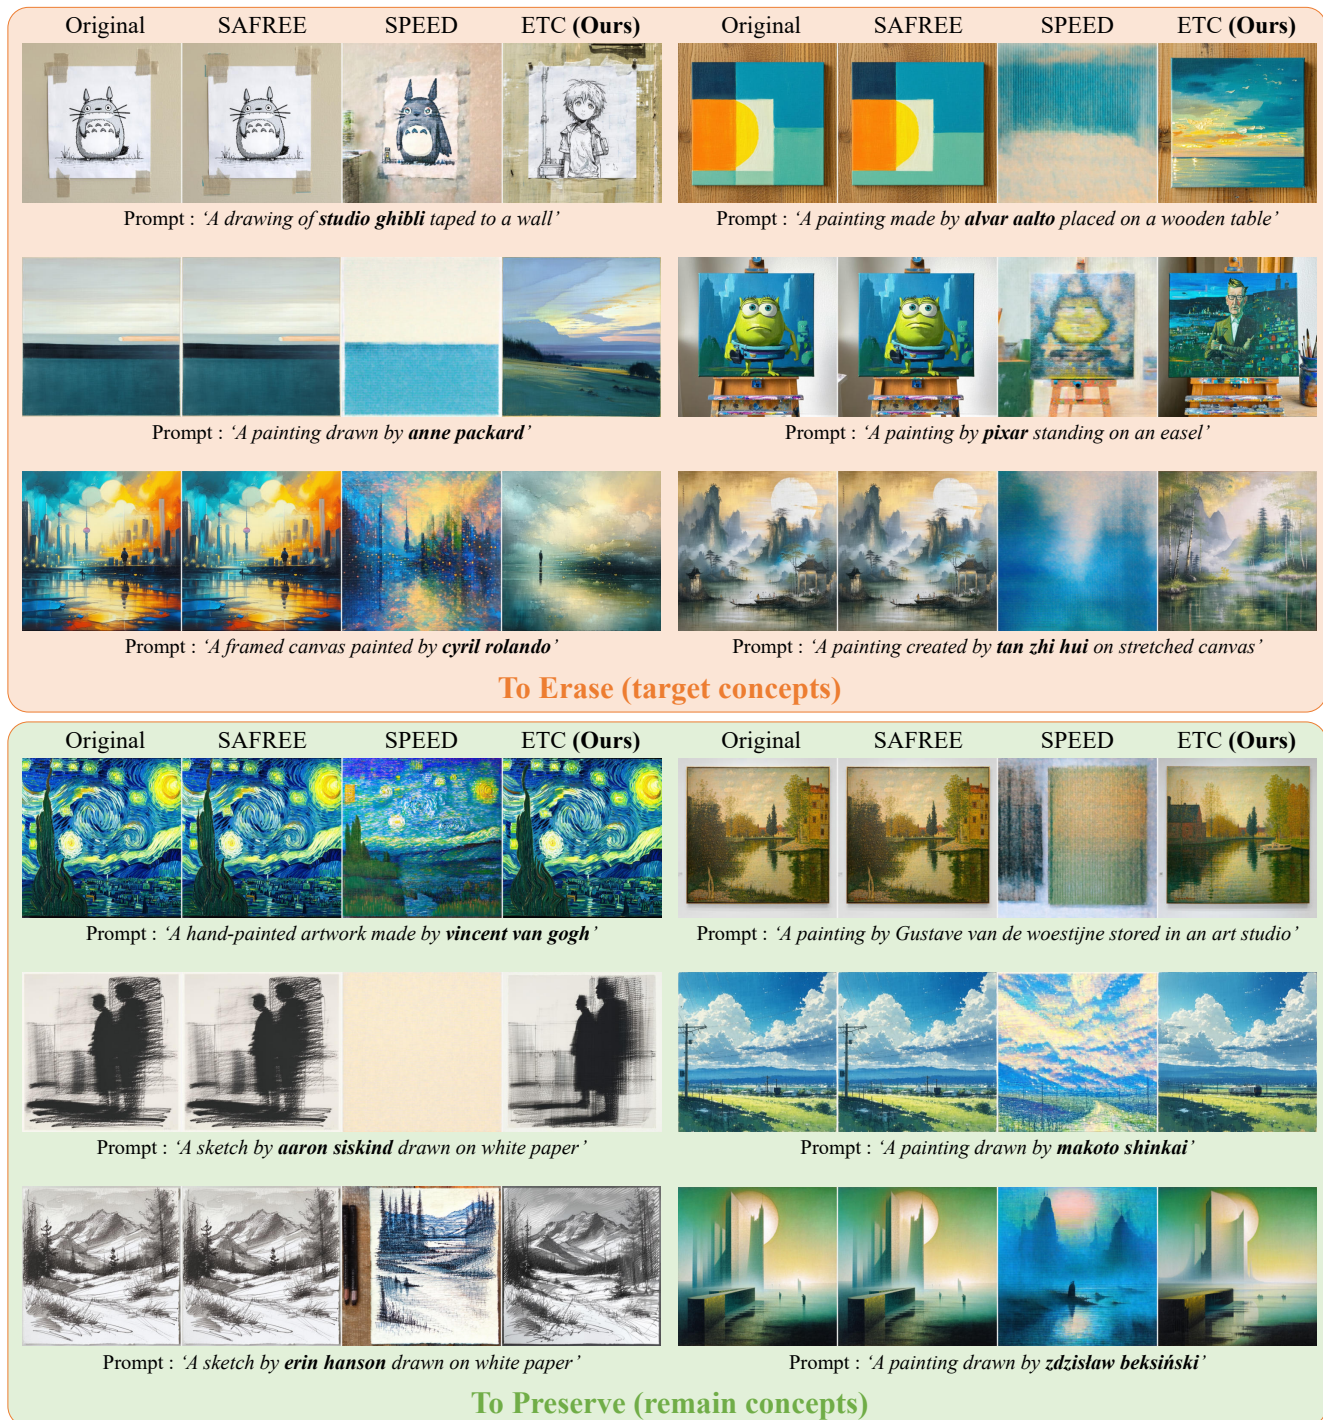 Original SAFREE SPEED ETC (Ours) Original SAFREE SPEED ETC (Ours)
Prompt : ‘A drawing of studio ghibli taped to a wall’
Prompt : ‘A painting made by alvar aalto placed on a wooden table’
Prompt : ‘A painting drawn by anne packard’
Prompt : ‘A painting by pixar standing on an easel’
Prompt : ‘A framed canvas painted by cyril rolando’
Prompt : ‘A painting created by tan zhi hui on stretched canvas’
To Erase (target concepts)
Original SAFREE SPEED ETC (Ours) Original SAFREE SPEED ETC (Ours)
Prompt : ‘A hand-painted artwork made by vincent van gogh’
Prompt : ‘A painting by Gustave van de woestijne stored in an art studio’
Prompt : ‘A sketch by aaron siskind drawn on white paper’
Prompt : ‘A painting drawn by makoto shinkai’
Prompt : ‘A sketch by erin hanson drawn on white paper’
Prompt : ‘A painting drawn by zdzisław beksiński’
To Preserve (remain concepts)